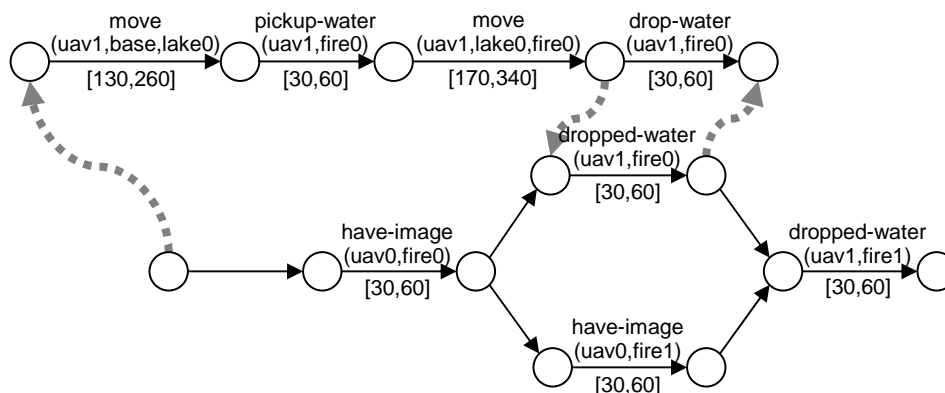 move
(uav1,base,lake0)
[130,260]
pickup-water
(uav1,fire0)
[30,60]
move
(uav1,lake0,fire0)
[170,340]
drop-water
(uav1,fire0)
[30,60]
dropped-water
(uav1,fire0)
[30,60]
have-image
(uav0,fire0)
[30,60]
dropped-water
(uav1,fire1)
[30,60]
have-image
(uav0,fire1)
[30,60]